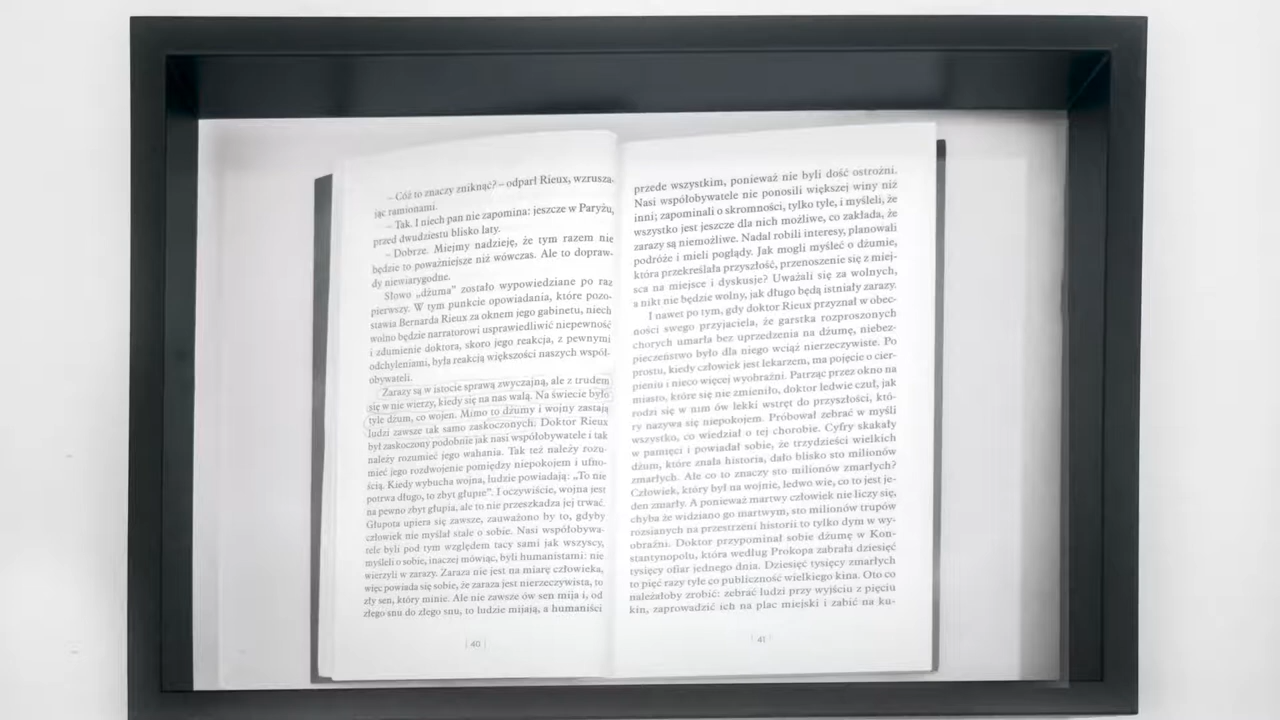 – Cóż to znaczy zniknąć? – odparł Rieux, wzrusza-
jąc ramionami.
– Tak. I niech pan nie zapomina: jeszcze w Paryżu,
przed dwudziestu blisko laty.
– Dobrze. Miejmy nadzieję, że tym razem nie
będzie to poważniejsze niż wówczas. Ale to dopraw-
dy niewiarygodne.
Słowo „dżuma” zostało wypowiedziane po raz
pierwszy. W tym punkcie opowiadania, które pozo-
stawia Bernarda Rieux za oknem jego gabinetu, niech
wolno będzie narratorowi usprawiedliwić niepewność
i zdumienie doktora, skoro jego reakcja, z pewnymi
odchyleniami, była reakcją większości naszych współ-
obywateli.
Zarazy są w istocie sprawą zwyczajną, ale z trudem
się w nie wierzy, kiedy się na nas walą. Na świecie było
tyle dżum, co wojen. Mimo to dżumy i wojny zastają
ludzi zawsze tak samo zaskoczonych. Doktor Rieux
był zaskoczony podobnie jak nasi współobywatele i tak
należy rozumieć jego wahania. Tak też należy rozu-
mieć jego rozdwojenie pomiędzy niepokojem i ufno-
ścią. Kiedy wybucha wojna, ludzie powiadają: „To nie
potrwa długo, to zbyt głupie”. I oczywiście, wojna jest
na pewno zbyt głupia, ale to nie przeszkadza jej trwać.
Głupota upiera się zawsze, zauważono by to, gdyby
człowiek nie myślał stale o sobie. Nasi współobywa-
tele byli pod tym względem tacy sami jak wszyscy,
myśleli o sobie, inaczej mówiąc, byli humanistami: nie
wierzyli w zarazy. Zaraza nie jest na miarę człowieka,
więc powiada się sobie, że zaraza jest nierzeczywista, to
zły sen, który minie. Ale nie zawsze ów sen mija i, od
złego snu do złego snu, to ludzie mijają, a humaniści
| 40 |
przede wszystkim, ponieważ nie byli dość ostrożni.
Nasi współobywatele nie ponosili większej winy niż
inni; zapominali o skromności, tylko tyle, i myśleli, że
wszystko jest jeszcze dla nich możliwe, co zakłada, że
zarazy są niemożliwe. Nadal robili interesy, planowali
podróże i mieli poglądy. Jak mogli myśleć o dżumie,
która przekreślała przyszłość, przenoszenie się z miej-
sca na miejsce i dyskusje? Uważali się za wolnych,
a nikt nie będzie wolny, jak długo będą istniały zarazy.
I nawet po tym, gdy doktor Rieux przyznał w obec-
ności swego przyjaciela, że garstka rozproszonych
chorych umarła bez uprzedzenia na dżumę, niebez-
pieczeństwo było dla niego wciąż nierzeczywiste. Po
prostu, kiedy człowiek jest lekarzem, ma pojęcie o cier-
pieniu i nieco więcej wyobraźni. Patrząc przez okno na
miasto, które się nie zmieniło, doktor ledwie czuł, jak
rodzi się w nim ów lekki wstręt do przyszłości, któ-
ry nazywa się niepokojem. Próbował zebrać w myśli
wszystko, co wiedział o tej chorobie. Cyfry skakały
w pamięci i powiadał sobie, że trzydzieści wielkich
dżum, które znała historia, dało blisko sto milionów
zmarłych. Ale co to znaczy sto milionów zmarłych?
Człowiek, który był na wojnie, ledwo wie, co to jest je-
den zmarły. A ponieważ martwy człowiek nie liczy się,
chyba że widziano go martwym, sto milionów trupów
rozsianych na przestrzeni historii to tylko dym w wy-
obraźni. Doktor przypominał sobie dżumę w Kon-
stantynopolu, która według Prokopa zabrała dziesięć
tysięcy ofiar jednego dnia. Dziesięć tysięcy zmarłych
to pięć razy tyle co publiczność wielkiego kina. Oto co
należałoby zrobić: zebrać ludzi przy wyjściu z pięciu
kin, zaprowadzić ich na plac miejski i zabić na ku-
| 41 |